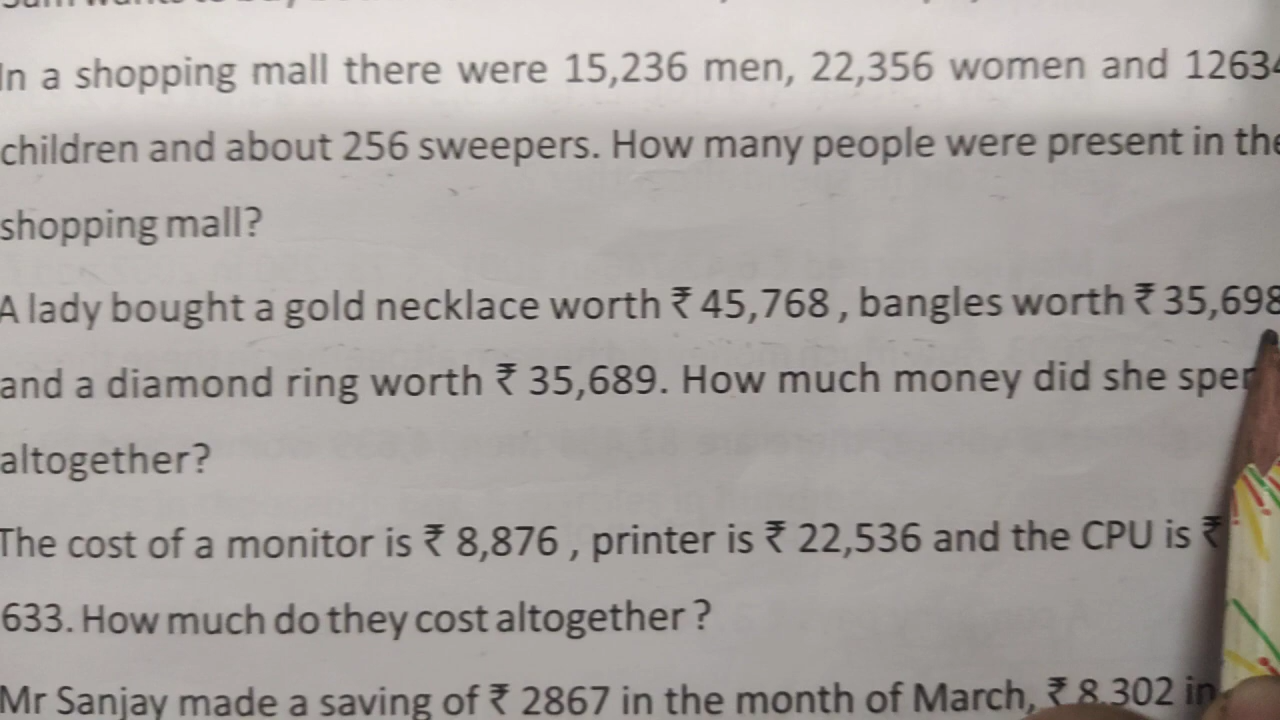 In a shopping mall there were 15,236 men, 22,356 women and 12634
children and about 256 sweepers. How many people were present in the
shopping mall?
A lady bought a gold necklace worth ₹ 45,768 , bangles worth ₹ 35,698
and a diamond ring worth ₹ 35,689. How much money did she
altogether?
The cost of a monitor is ₹ 8,876 , printer is ₹ 22,536 and the CPU is ₹
633. How much do they cost altogether ?
Mr Sanjay made a saving of ₹ 2867 in the month of March, ₹ 8,302 in